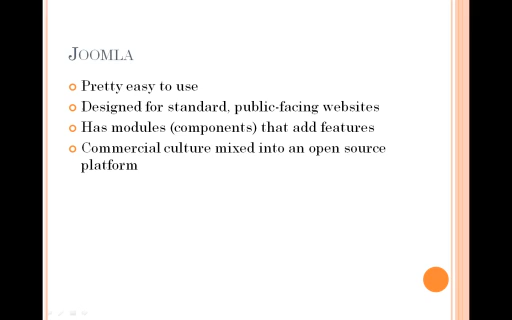 JOOMLA
Pretty easy to use
Designed for standard, public-facing websites
Has modules (components) that add features
Commercial culture mixed into an open source
platform